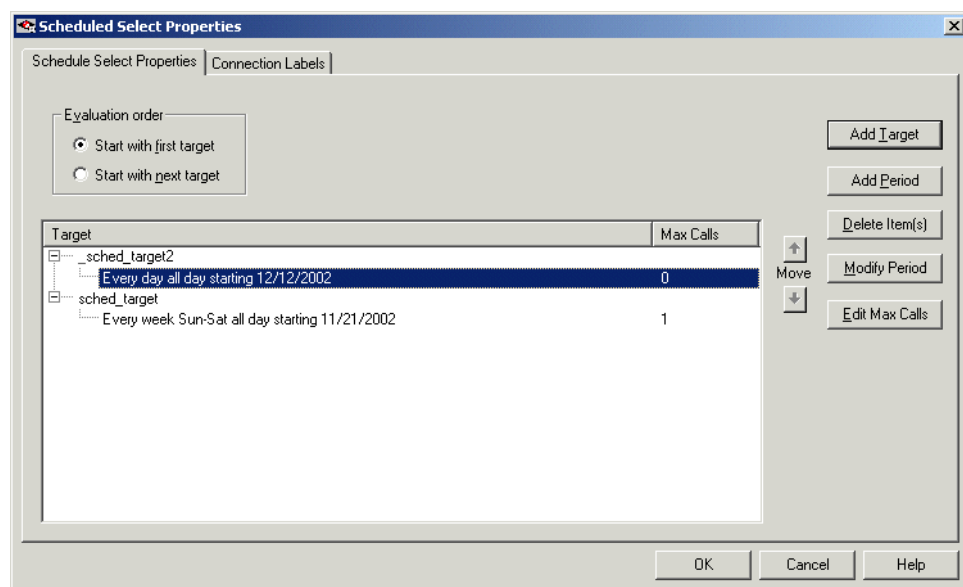 Scheduled Select Properties
Schedule Select Properties
Connection Labels
Evaluation order
Start with first target
Start with next target
Add Target
Add Period
Delete Item(s)
Modify Period
Edit Max Calls
Move
Target Max Calls
_sched_target2
Every day all day starting 12/12/2002 0
sched_target
Every week Sun-Sat all day starting 11/21/2002 1
OK
Cancel
Help